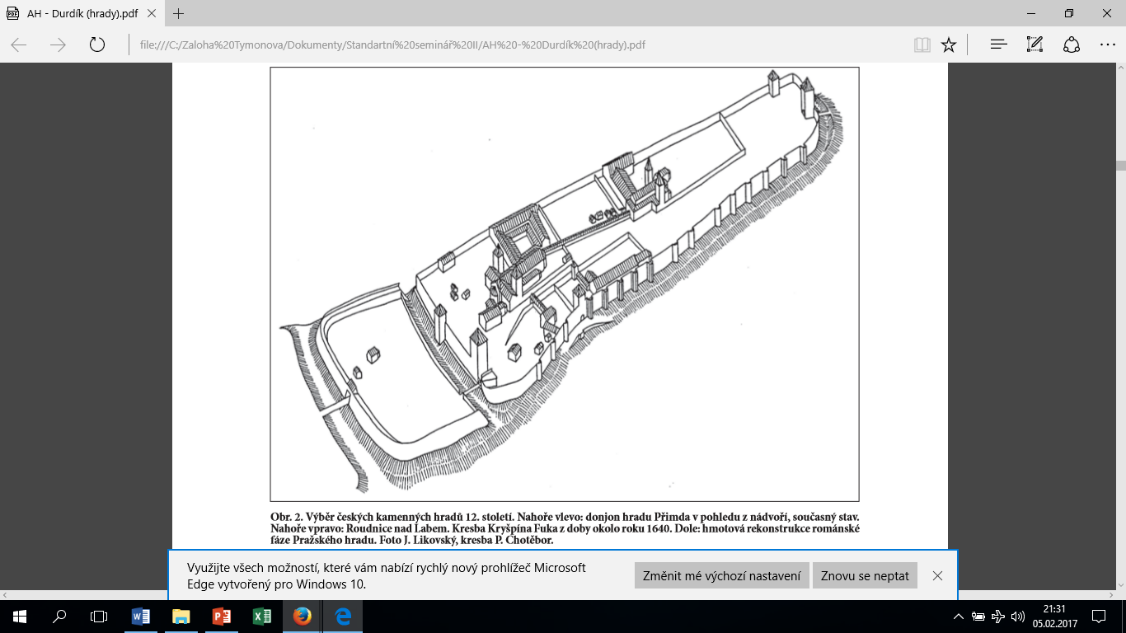 AH - Durdík (hrady).pdf
file:///C:/Zaloha%20Tymonova/Dokumenty/Standartní%20seminář%20II/AH%20-%20Durdík%20(hrady).pdf
Obr. 2. Výběr českých kamenných hradů 12. století. Nahoře vlevo: donjon hradu Přimda v pohledu z nádvoří, současný stav.
Nahoře vpravo: Roudnice nad Labem. Kresba Kryšpína Fuka z doby okolo roku 1640. Dole: hmotová rekonstrukce románské
fáze Pražského hradu. Foto J. Likovský, kresba P. Chotěbor.
Využijte všech možností, které vám nabízí rychlý nový prohlížeč Microsoft
Edge vytvořený pro Windows 10.
Změnit mé výchozí nastavení
Znovu se neptat
21:31
05.02.2017